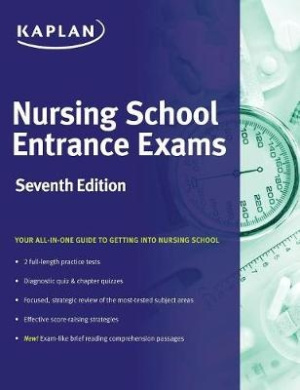 KAPLAN
Nursing School
Entrance Exams
Seventh Edition
YOUR ALL-IN-ONE GUIDE TO GETTING INTO NURSING SCHOOL
• 2 full-length practice tests
• Diagnostic quiz & chapter quizzes
• Focused, strategic review of the most-tested subject areas
• Effective score-raising strategies
• New! Exam-like brief reading comprehension passages